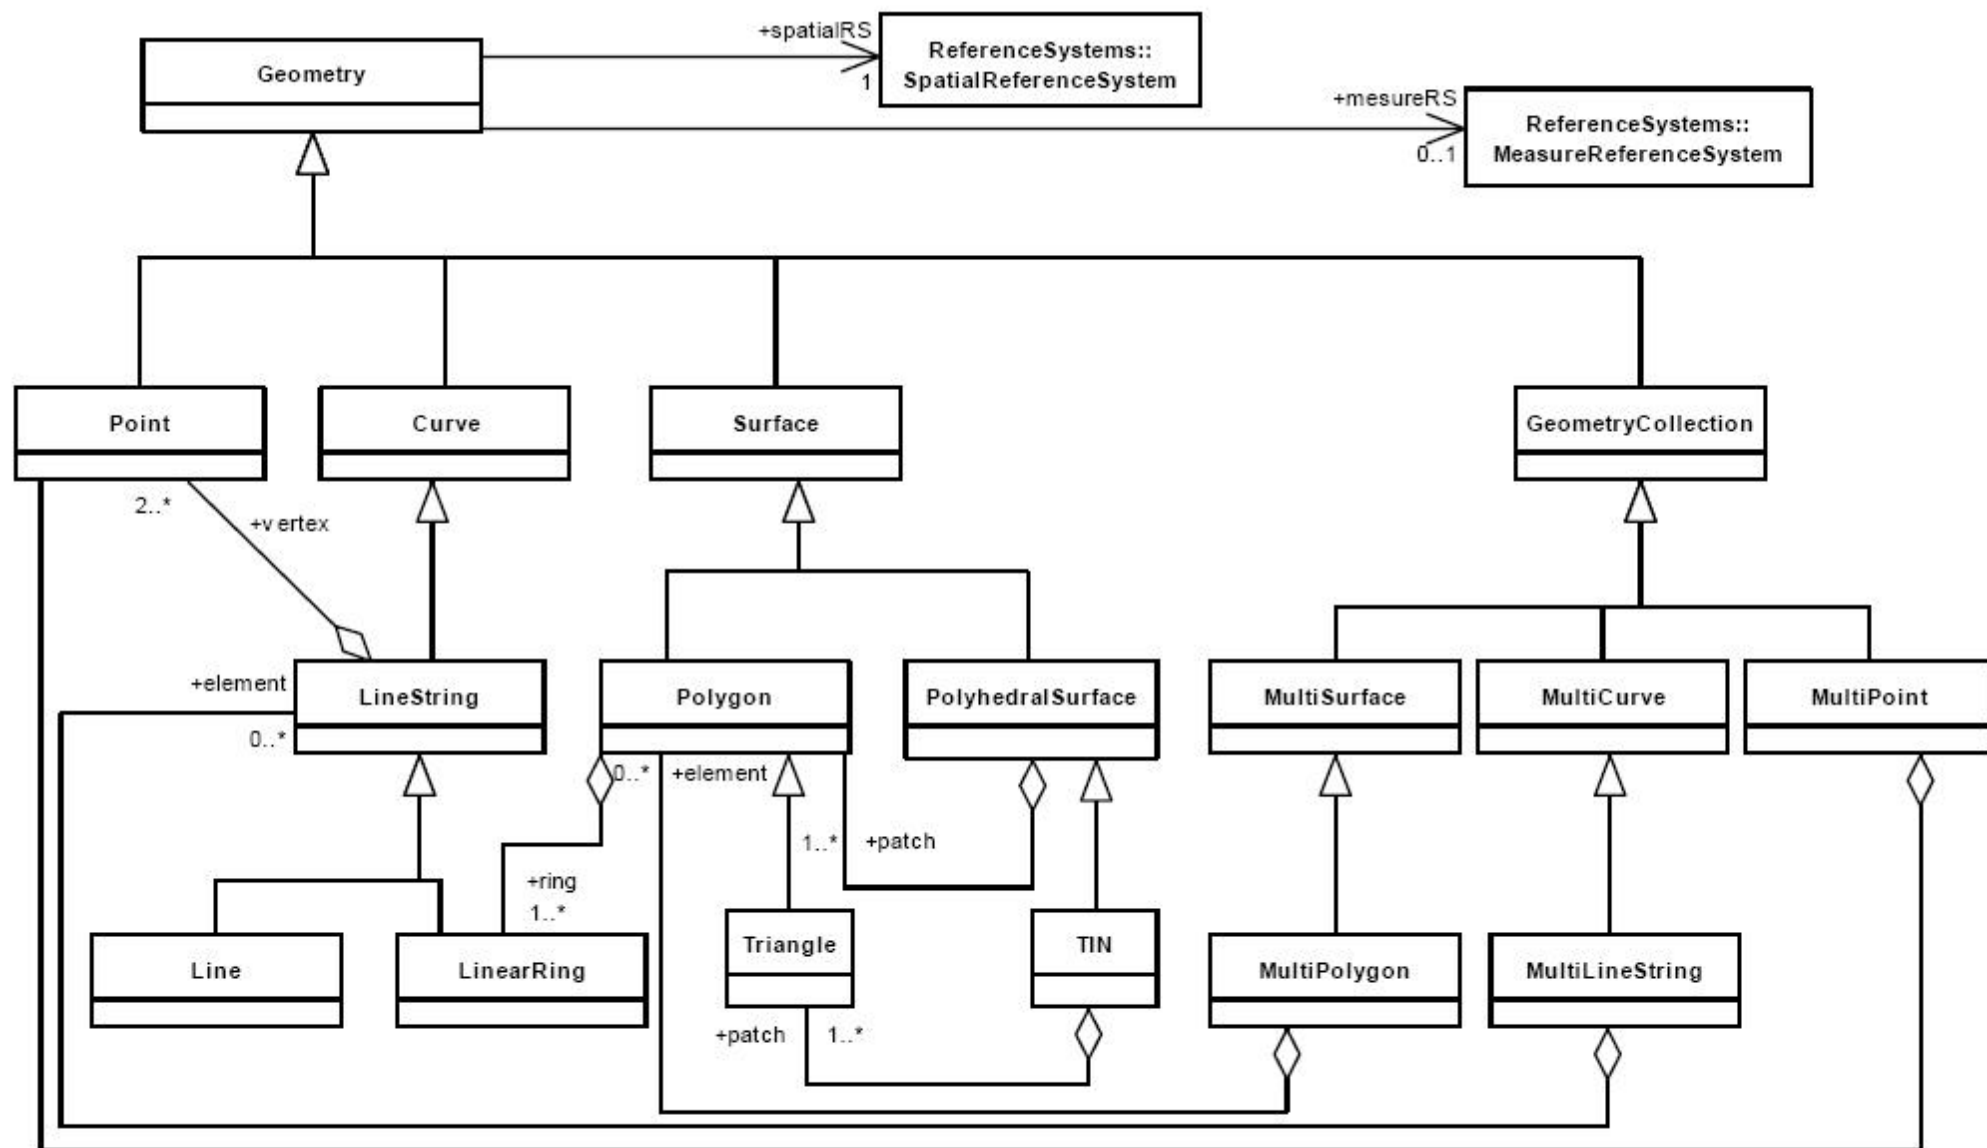 +spatialRS
ReferenceSystems::
SpatialReferenceSystem
1
Geometry
+mesureRS
ReferenceSystems::
MeasureReferenceSystem
0..1
Point
Curve
Surface
GeometryCollection
2..*
+vertex
+element
LineString
Polygon
PolyhedralSurface
MultiSurface
MultiCurve
MultiPoint
0..*
0..*
+element
1..*
+patch
+ring
1..*
Triangle
TIN
Line
LinearRing
MultiPolygon
MultiLineString
+patch
1..*